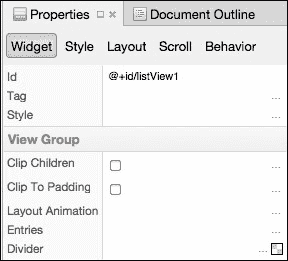 Properties Document Outline
Widget Style Layout Scroll Behavior
Id @+id/listView1
Tag ...
Style ...
View Group
Clip Children ...
Clip To Padding ...
Layout Animation ...
Entries ...
Divider ...